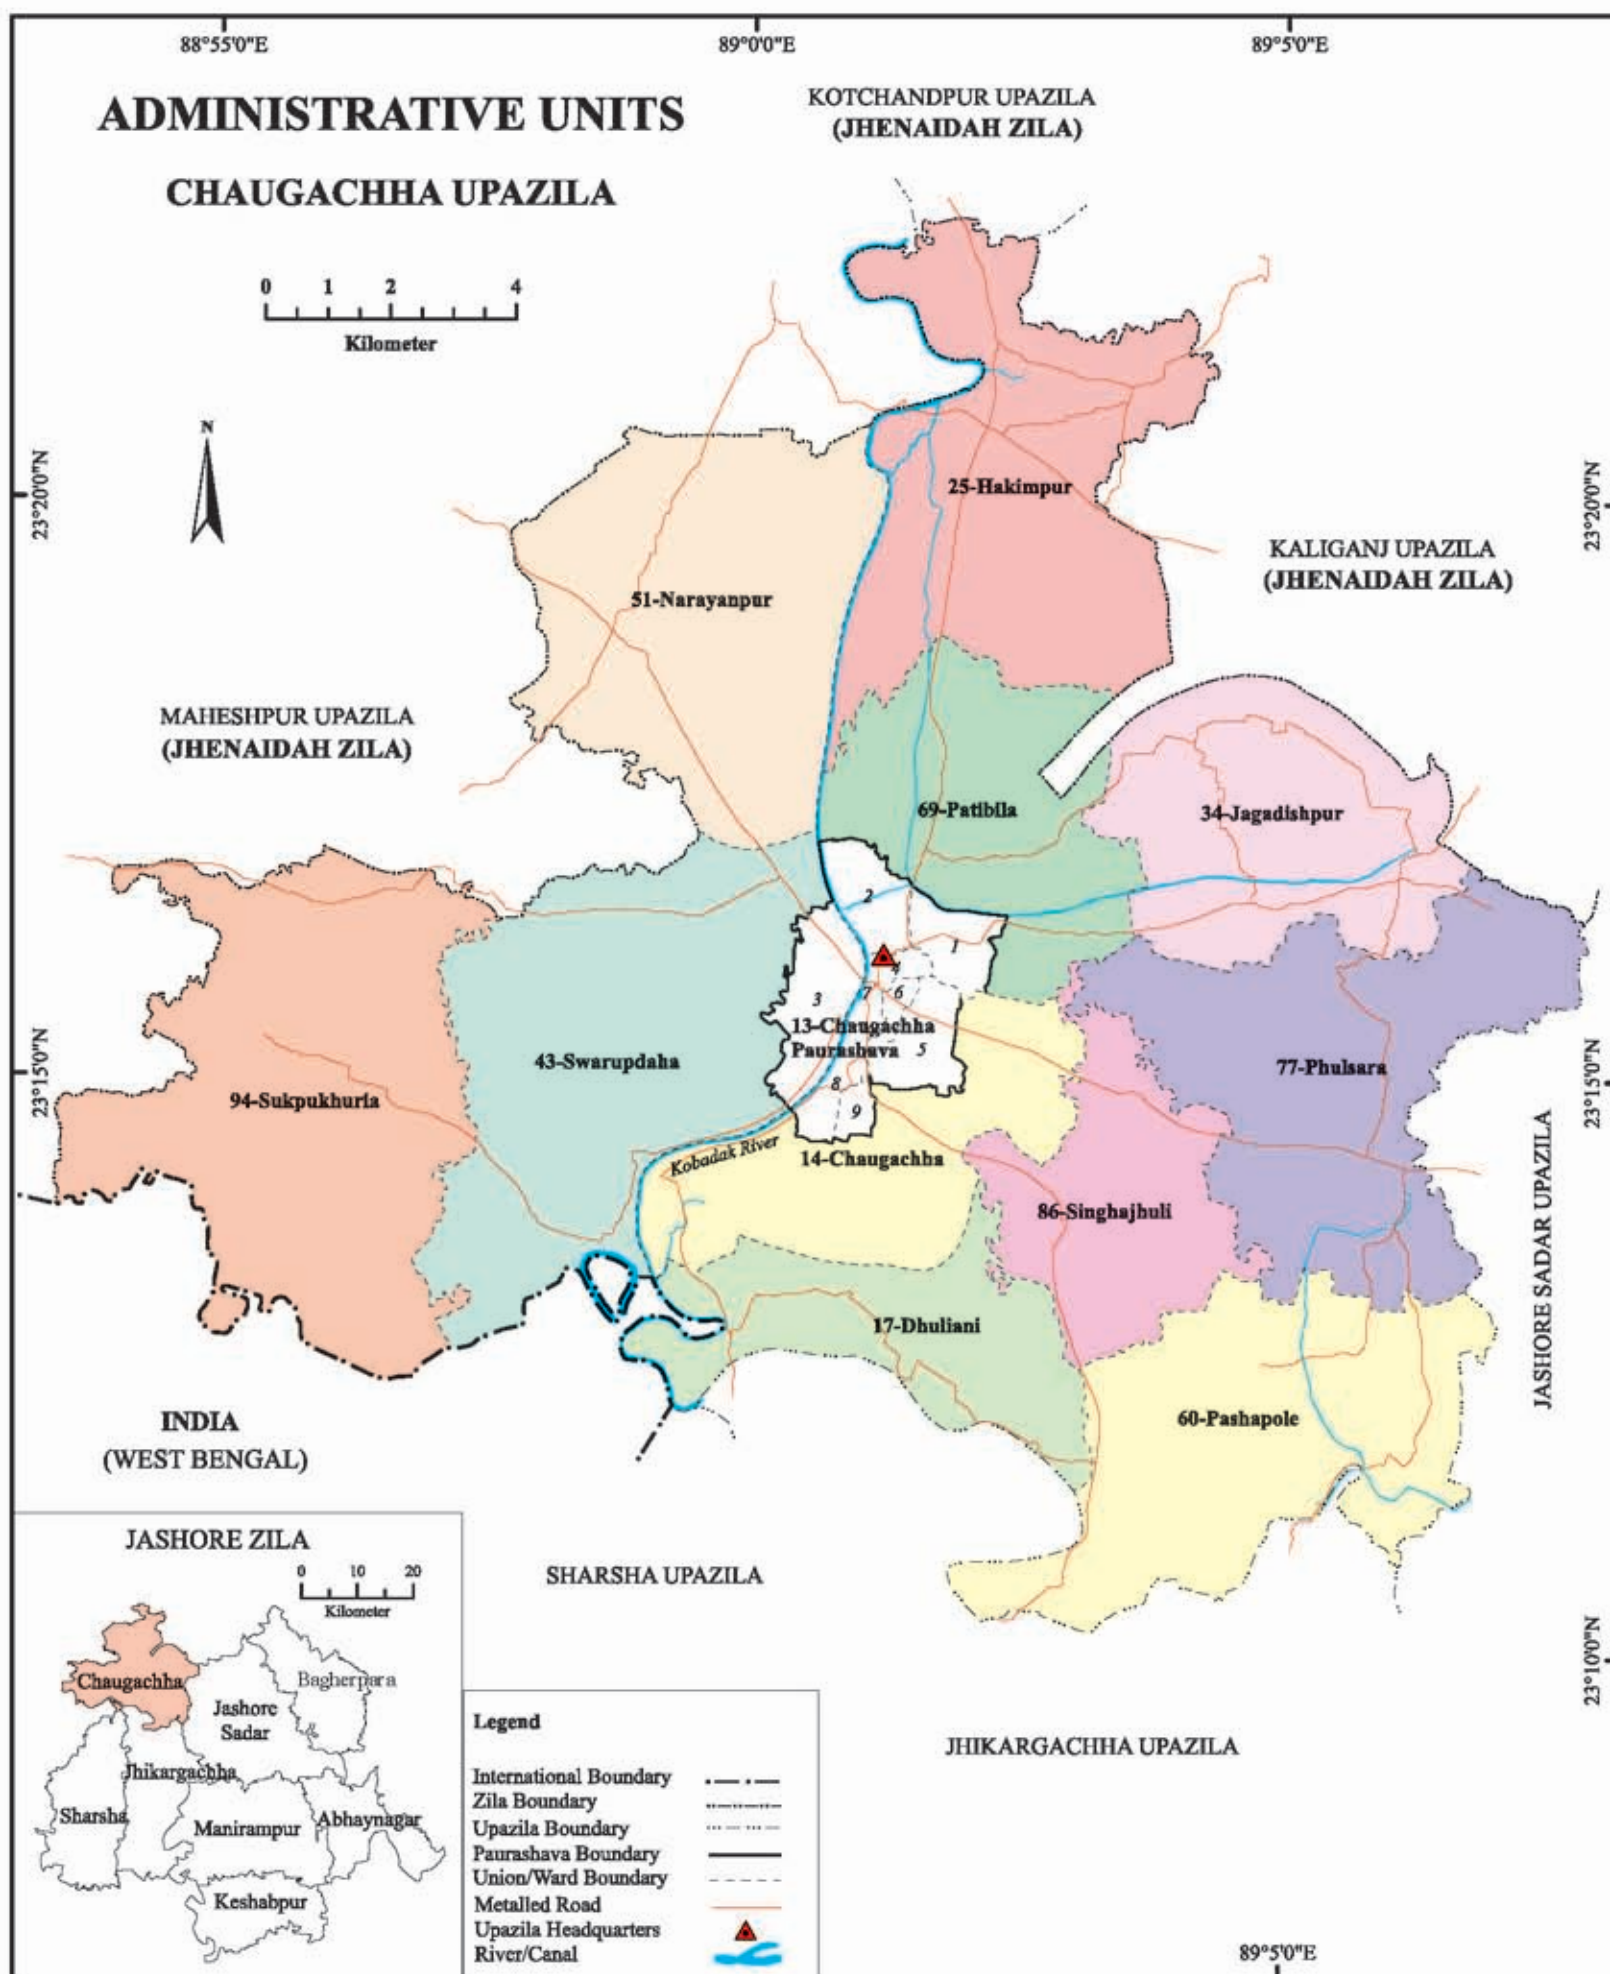 88°55'0"E
89°0'0"E
89°5'0"E
ADMINISTRATIVE UNITS
CHAUGACHHA UPAZILA
KOTCHANDPUR UPAZILA
(JHENAIDAH ZILA)
0 1 2 4
Kilometer
N
23°20'0"N
23°20'0"N
25-Hakimpur
KALIGANJ UPAZILA
(JHENAIDAH ZILA)
51-Narayanpur
MAHESHPUR UPAZILA
(JHENAIDAH ZILA)
69-Patibila
34-Jagadishpur
2
1
4
3
7
6
13-Chaugachha
Paurashava
5
8
9
43-Swarupdaha
94-Sukpukhuria
77-Phulsara
23°15'0"N
23°15'0"N
Kobadak River
14-Chaugachha
86-Singhajhuli
JASHORE SADAR UPAZILA
17-Dhuliani
60-Pashapole
INDIA
(WEST BENGAL)
SHARSHA UPAZILA
JHIKARGACHHA UPAZILA
23°10'0"N
JASHORE ZILA
0 10 20
Kilometer
Chaugachha
Bagherpara
Jashore
Sadar
Jhikargachha
Sharsha
Manirampur
Abhaynagar
Keshabpur
Legend
International Boundary
Zila Boundary
Upazila Boundary
Paurashava Boundary
Union/Ward Boundary
Metalled Road
Upazila Headquarters
River/Canal
89°5'0"E